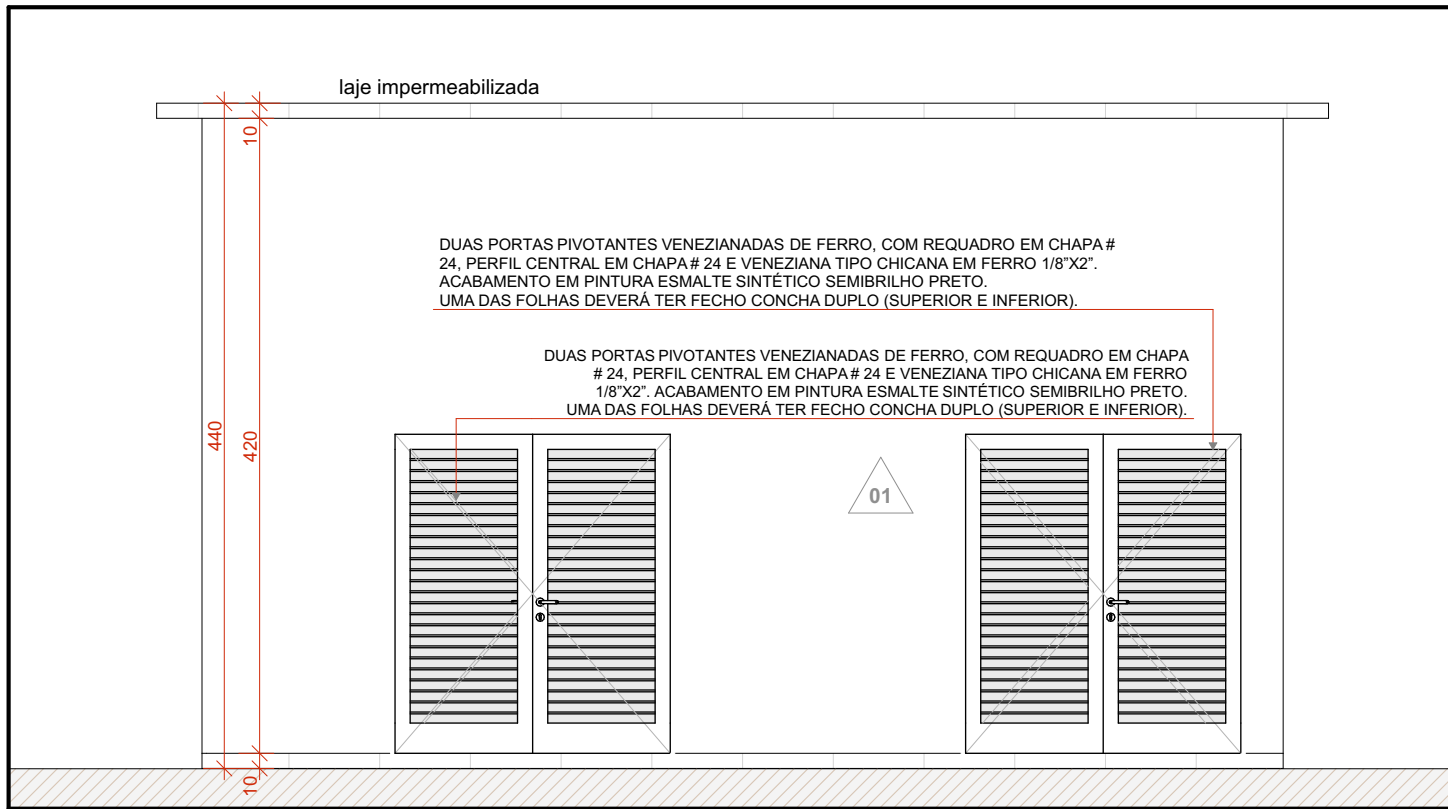 laje impermeabilizada
10
DUAS PORTAS PIVOTANTES VENEZIANADAS DE FERRO, COM REQUADRO EM CHAPA #
24, PERFIL CENTRAL EM CHAPA # 24 E VENEZIANA TIPO CHICANA EM FERRO 1/8”X2”.
ACABAMENTO EM PINTURA ESMALTE SINTÉTICO SEMIBRILHO PRETO.
UMA DAS FOLHAS DEVERÁ TER FECHO CONCHA DUPLO (SUPERIOR E INFERIOR).
DUAS PORTAS PIVOTANTES VENEZIANADAS DE FERRO, COM REQUADRO EM CHAPA
# 24, PERFIL CENTRAL EM CHAPA # 24 E VENEZIANA TIPO CHICANA EM FERRO
1/8”X2”. ACABAMENTO EM PINTURA ESMALTE SINTÉTICO SEMIBRILHO PRETO.
UMA DAS FOLHAS DEVERÁ TER FECHO CONCHA DUPLO (SUPERIOR E INFERIOR).
440
420
01
10